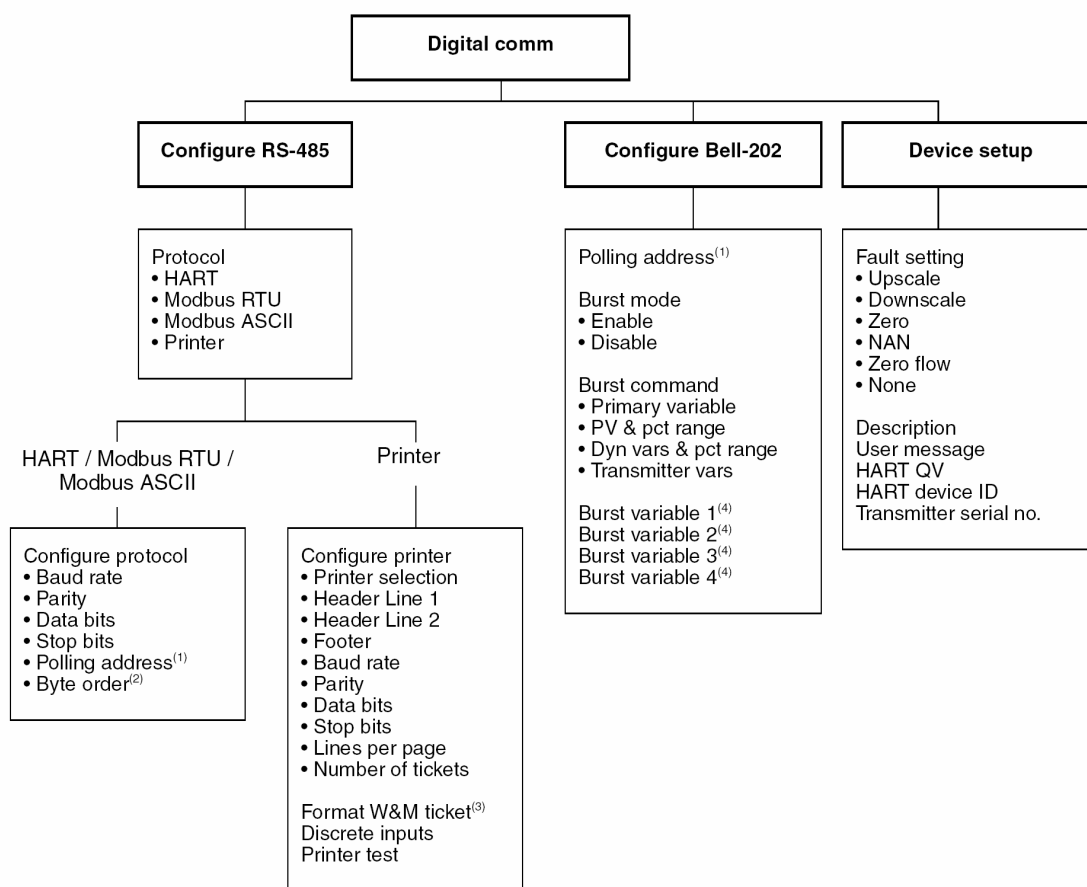 Digital comm
Configure RS-485
Configure Bell-202
Device setup
Protocol
• HART
• Modbus RTU
• Modbus ASCII
• Printer
Polling address(1)
Burst mode
• Enable
• Disable
Burst command
• Primary variable
• PV & pct range
• Dyn vars & pct range
• Transmitter vars
Burst variable 1(4)
Burst variable 2(4)
Burst variable 3(4)
Burst variable 4(4)
Fault setting
• Upscale
• Downscale
• Zero
• NAN
• Zero flow
• None
Description
User message
HART QV
HART device ID
Transmitter serial no.
HART / Modbus RTU /
Modbus ASCII
Printer
Configure protocol
• Baud rate
• Parity
• Data bits
• Stop bits
• Polling address(1)
• Byte order(2)
Configure printer
• Printer selection
• Header Line 1
• Header Line 2
• Footer
• Baud rate
• Parity
• Data bits
• Stop bits
• Lines per page
• Number of tickets
Format W&M ticket(3)
Discrete inputs
Printer test